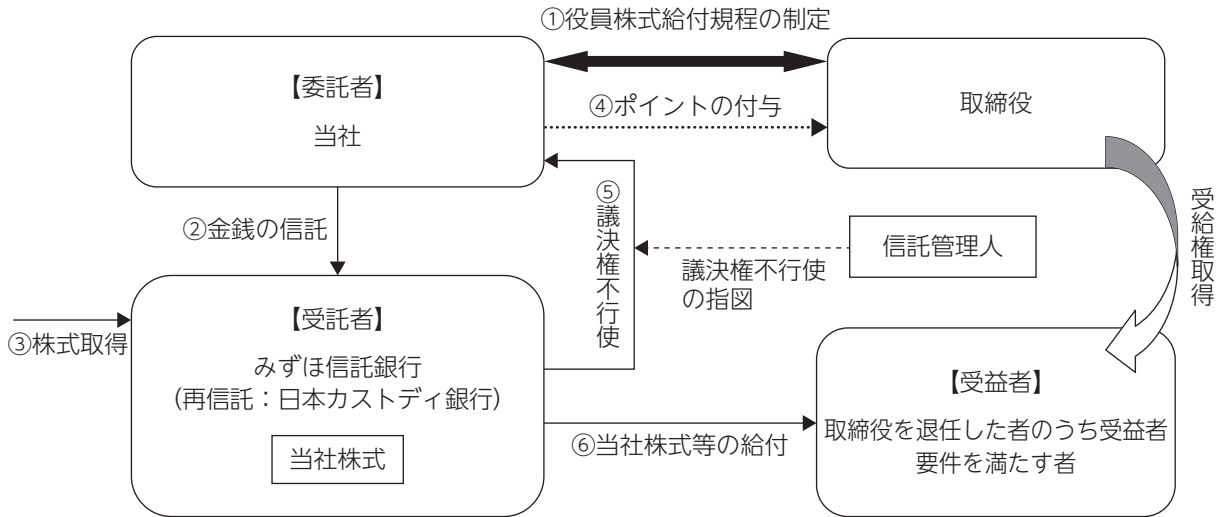 ①役員株式給付規程の制定
【委託者】
当社
④ポイントの付与
取締役
②金銭の信託
⑤議決権不行使
議決権不行使
の指図
信託管理人
受給権取得
③株式取得
【受託者】
みずほ信託銀行
(再信託：日本カストディ銀行)
当社株式
⑥当社株式等の給付
【受益者】
取締役を退任した者のうち受益者
要件を満たす者